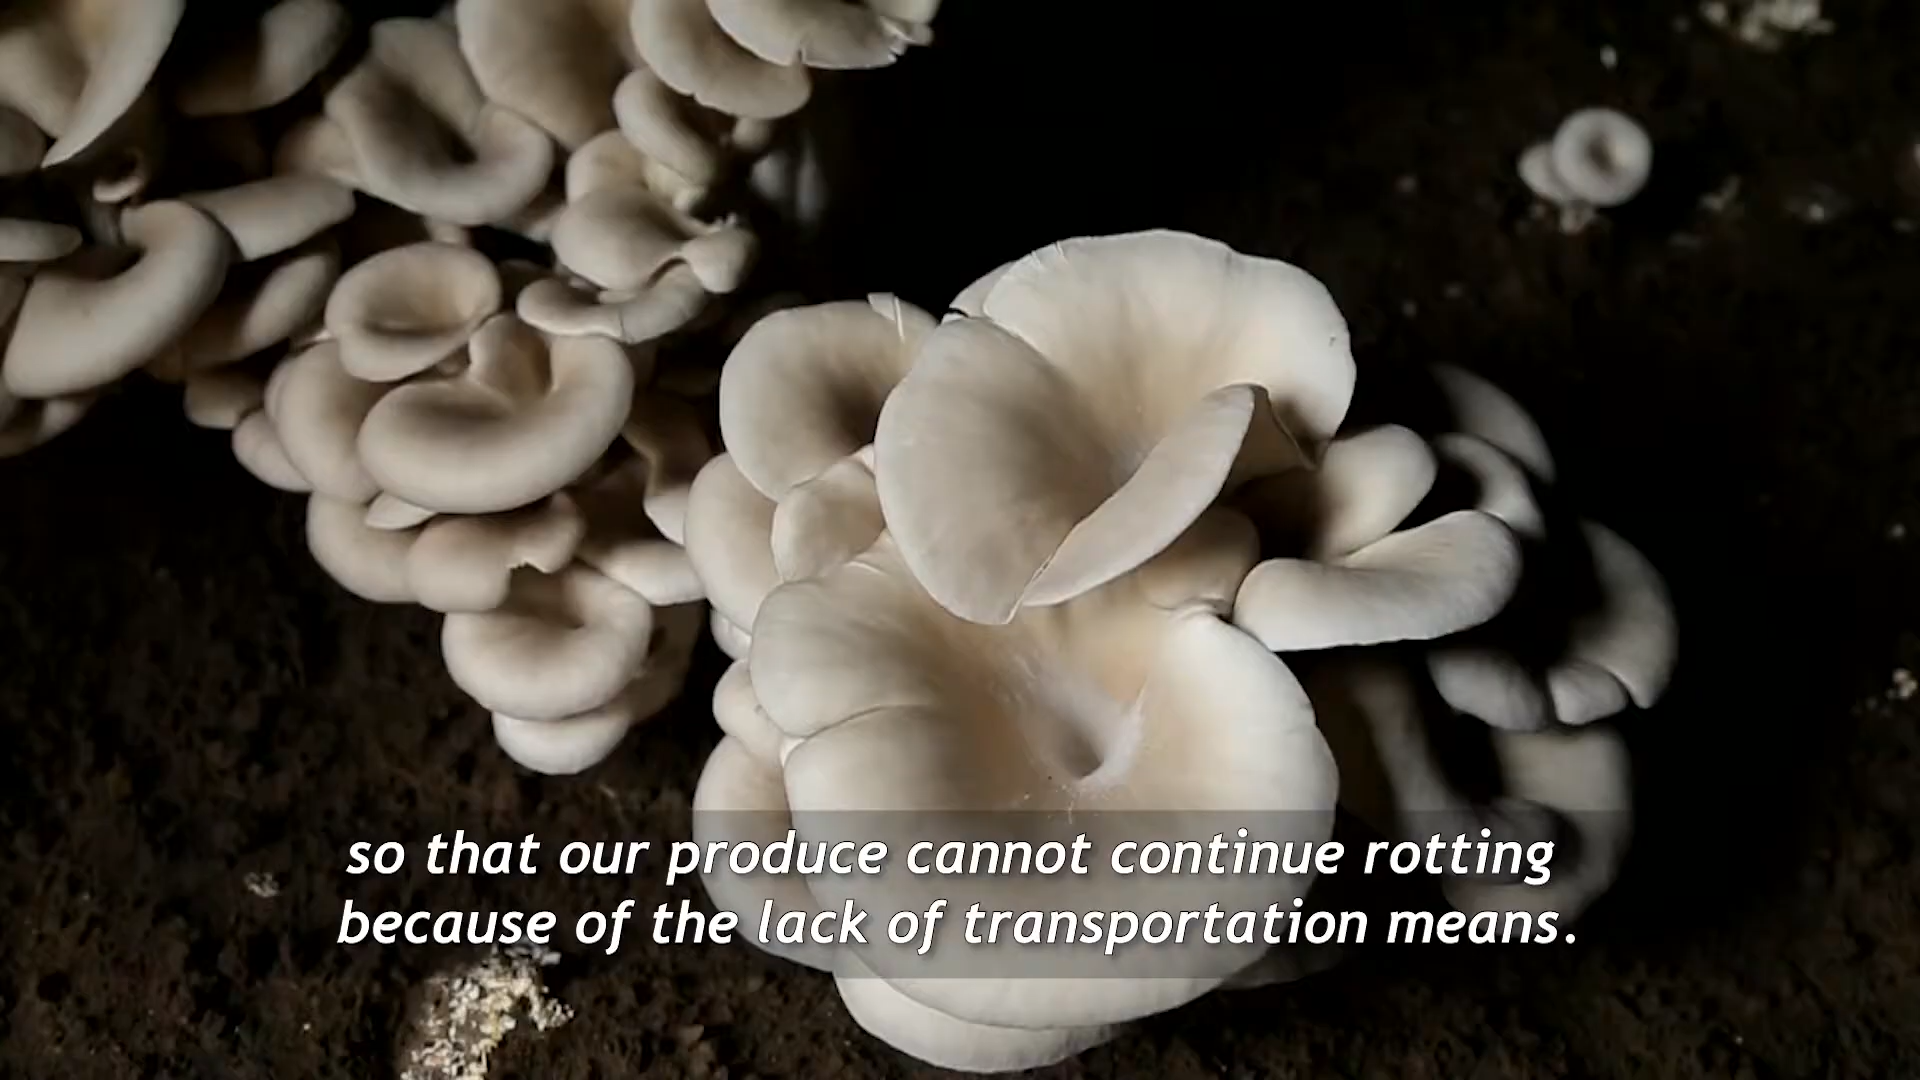 so that our produce cannot continue rotting
because of the lack of transportation means.